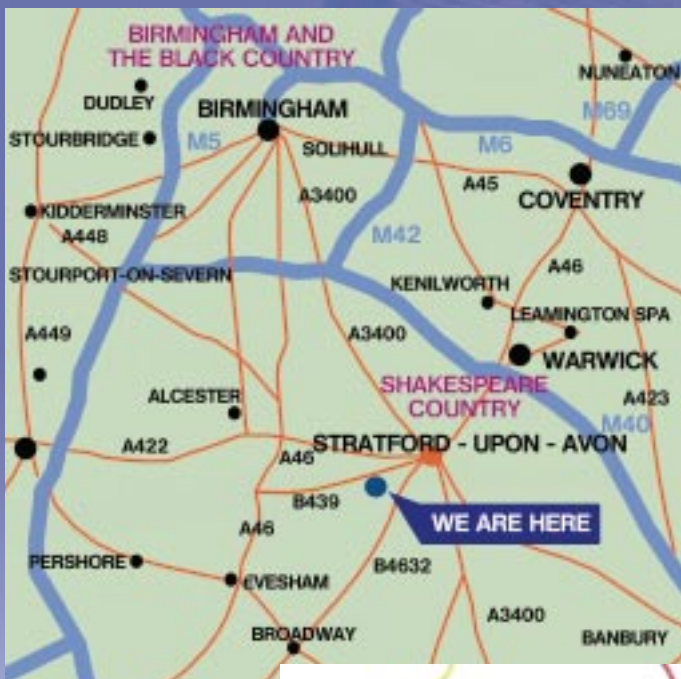 BIRMINGHAM AND
THE BLACK COUNTRY
NUNEATON
DUDLEY
BIRMINGHAM
M69
STOURBRIDGE
M5
SOLIHULL
M6
A45
COVENTRY
A3400
KIDDERMINSTER
A448
M42
STOURPORT-ON-SEVERN
KENILWORTH
A46
LEAMINGTON SPA
A449
A3400
WARWICK
SHAKESPEARE
COUNTRY
ALCESTER
A423
M40
A422
STRATFORD - UPON - AVON
A46
B439
WE ARE HERE
A46
PERSHORE
B4632
EVESHAM
A3400
BROADWAY
BANBURY